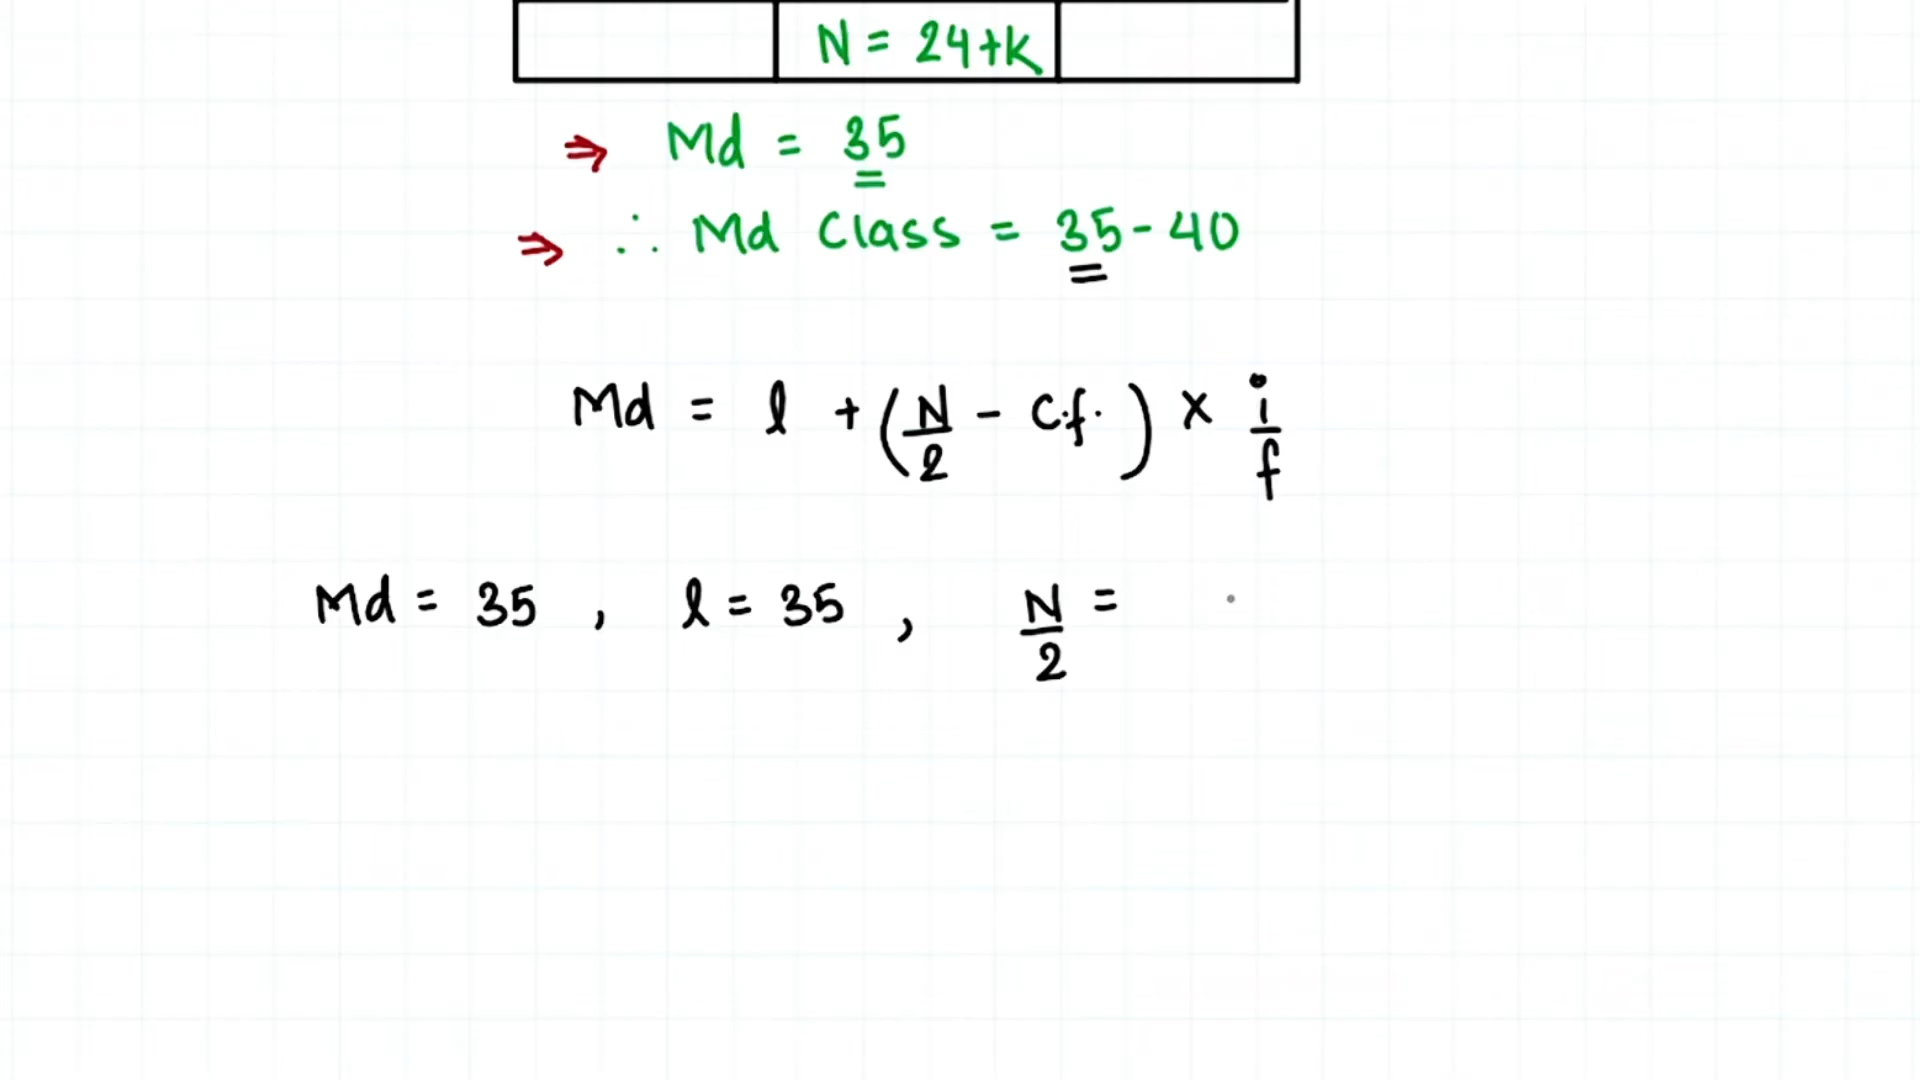 N = 24+K
⇒ Md = 35
⇒ ∴ Md Class = 35-40
Md = l + (N/2 - C.f.) × i/f
Md = 35 , l = 35 , N/2 =